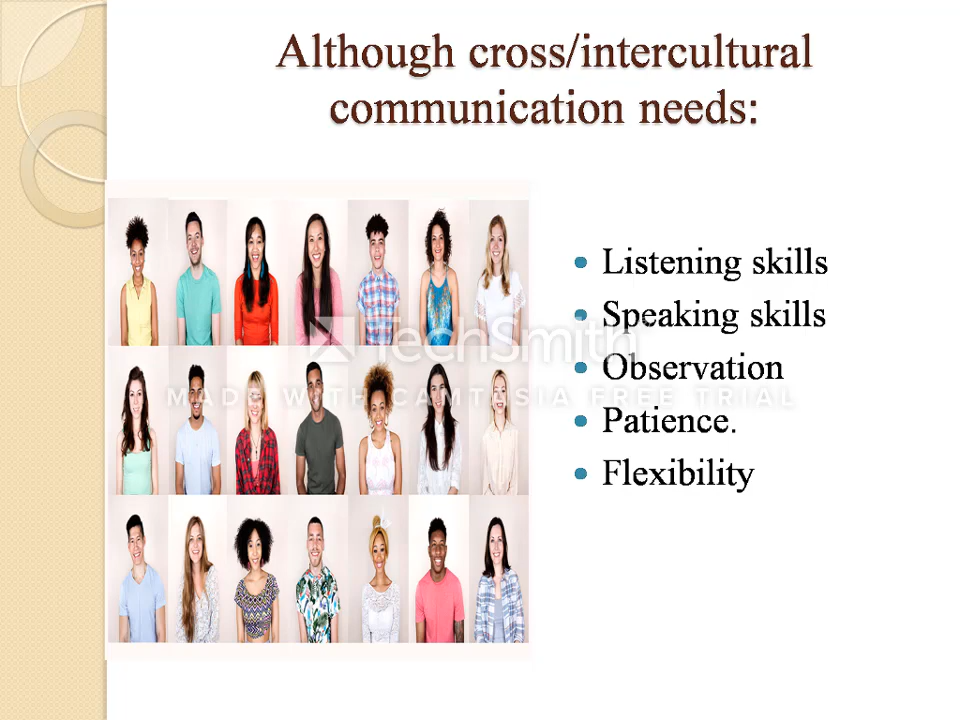 Although cross/intercultural
communication needs:
Listening skills
Speaking skills
TechSmith
Observation
MADE WITH CAMTASIA FREE TRIAL
Patience.
Flexibility